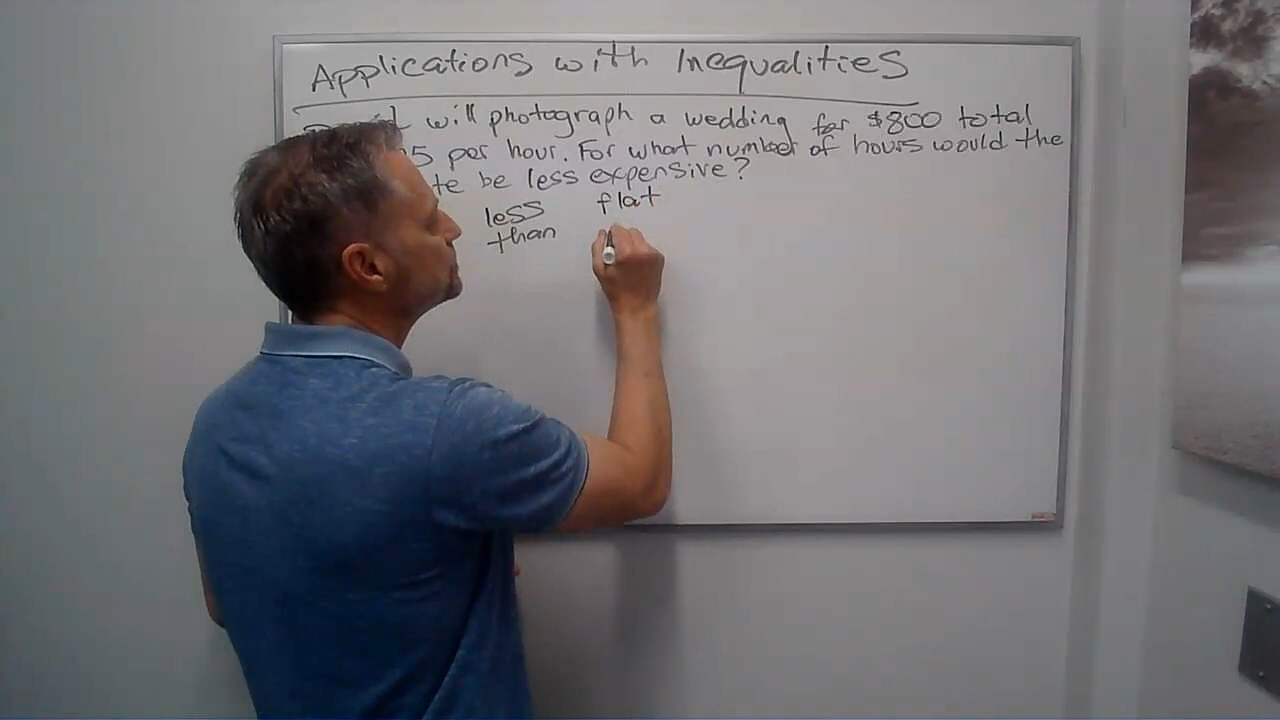 Applications with Inequalities
will photograph a wedding for $800 total
per hour. For what number of hours would the
be less expensive?
less flat
than